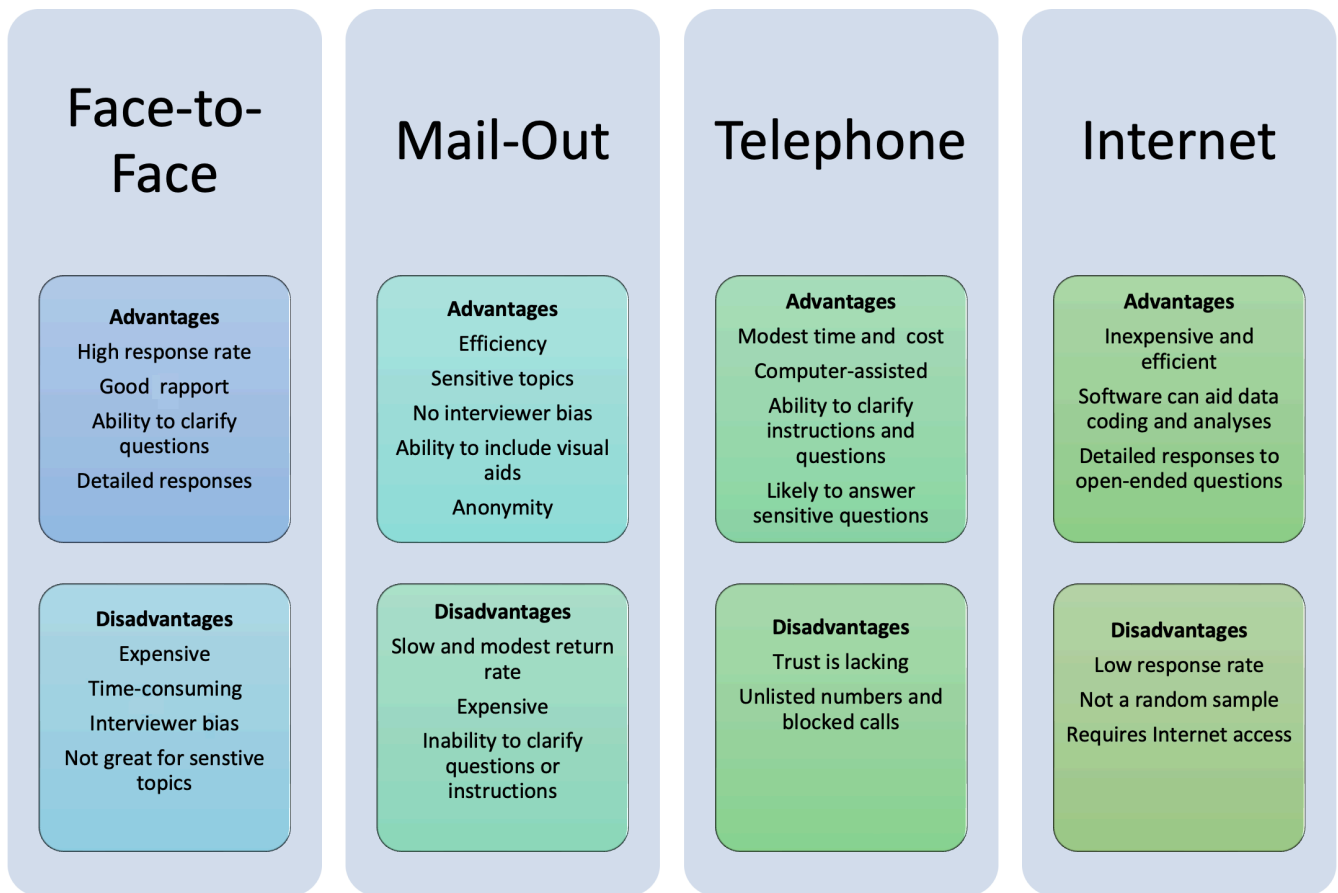 Face-to-
Face
Advantages
High response rate
Good rapport
Ability to clarify
questions
Detailed responses
Disadvantages
Expensive
Time-consuming
Interviewer bias
Not great for senstive
topics
Mail-Out
Advantages
Efficiency
Sensitive topics
No interviewer bias
Ability to include visual
aids
Anonymity
Disadvantages
Slow and modest return
rate
Expensive
Inability to clarify
questions or
instructions
Telephone
Advantages
Modest time and cost
Computer-assisted
Ability to clarify
instructions and
questions
Likely to answer
sensitive questions
Disadvantages
Trust is lacking
Unlisted numbers and
blocked calls
Internet
Advantages
Inexpensive and
efficient
Software can aid data
coding and analyses
Detailed responses to
open-ended questions
Disadvantages
Low response rate
Not a random sample
Requires Internet access